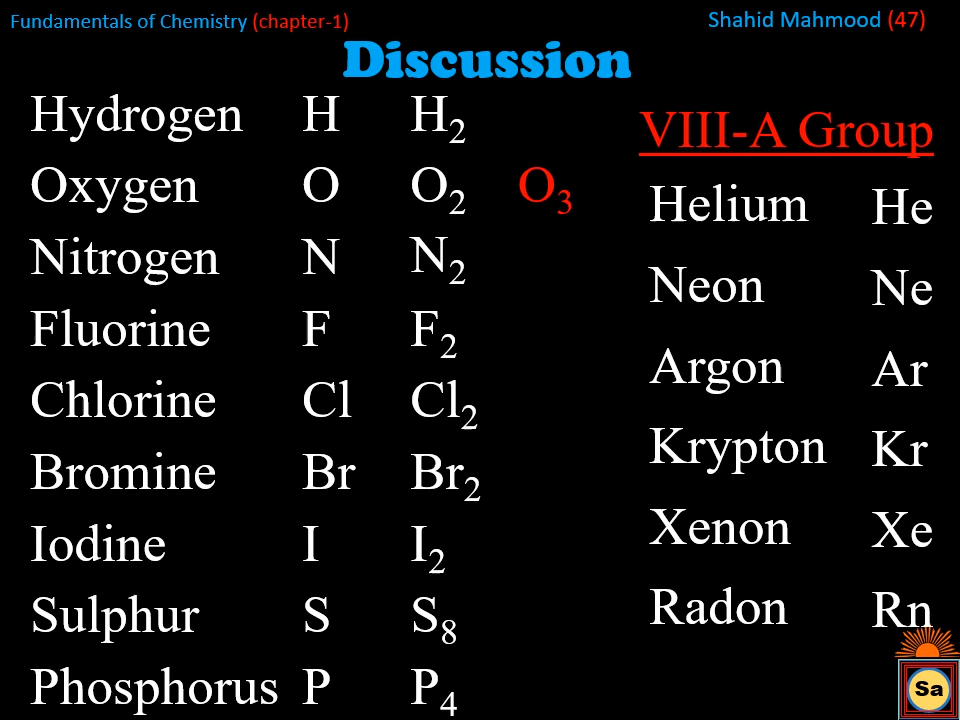 Fundamentals of Chemistry (chapter-1)
Shahid Mahmood (47)
Discussion
Hydrogen H H₂
Oxygen O O₂ O₃
Nitrogen N N₂
Fluorine F F₂
Chlorine Cl Cl₂
Bromine Br Br₂
Iodine I I₂
Sulphur S S₈
Phosphorus P P₄
VIII-A Group
Helium He
Neon Ne
Argon Ar
Krypton Kr
Xenon Xe
Radon Rn
Sa